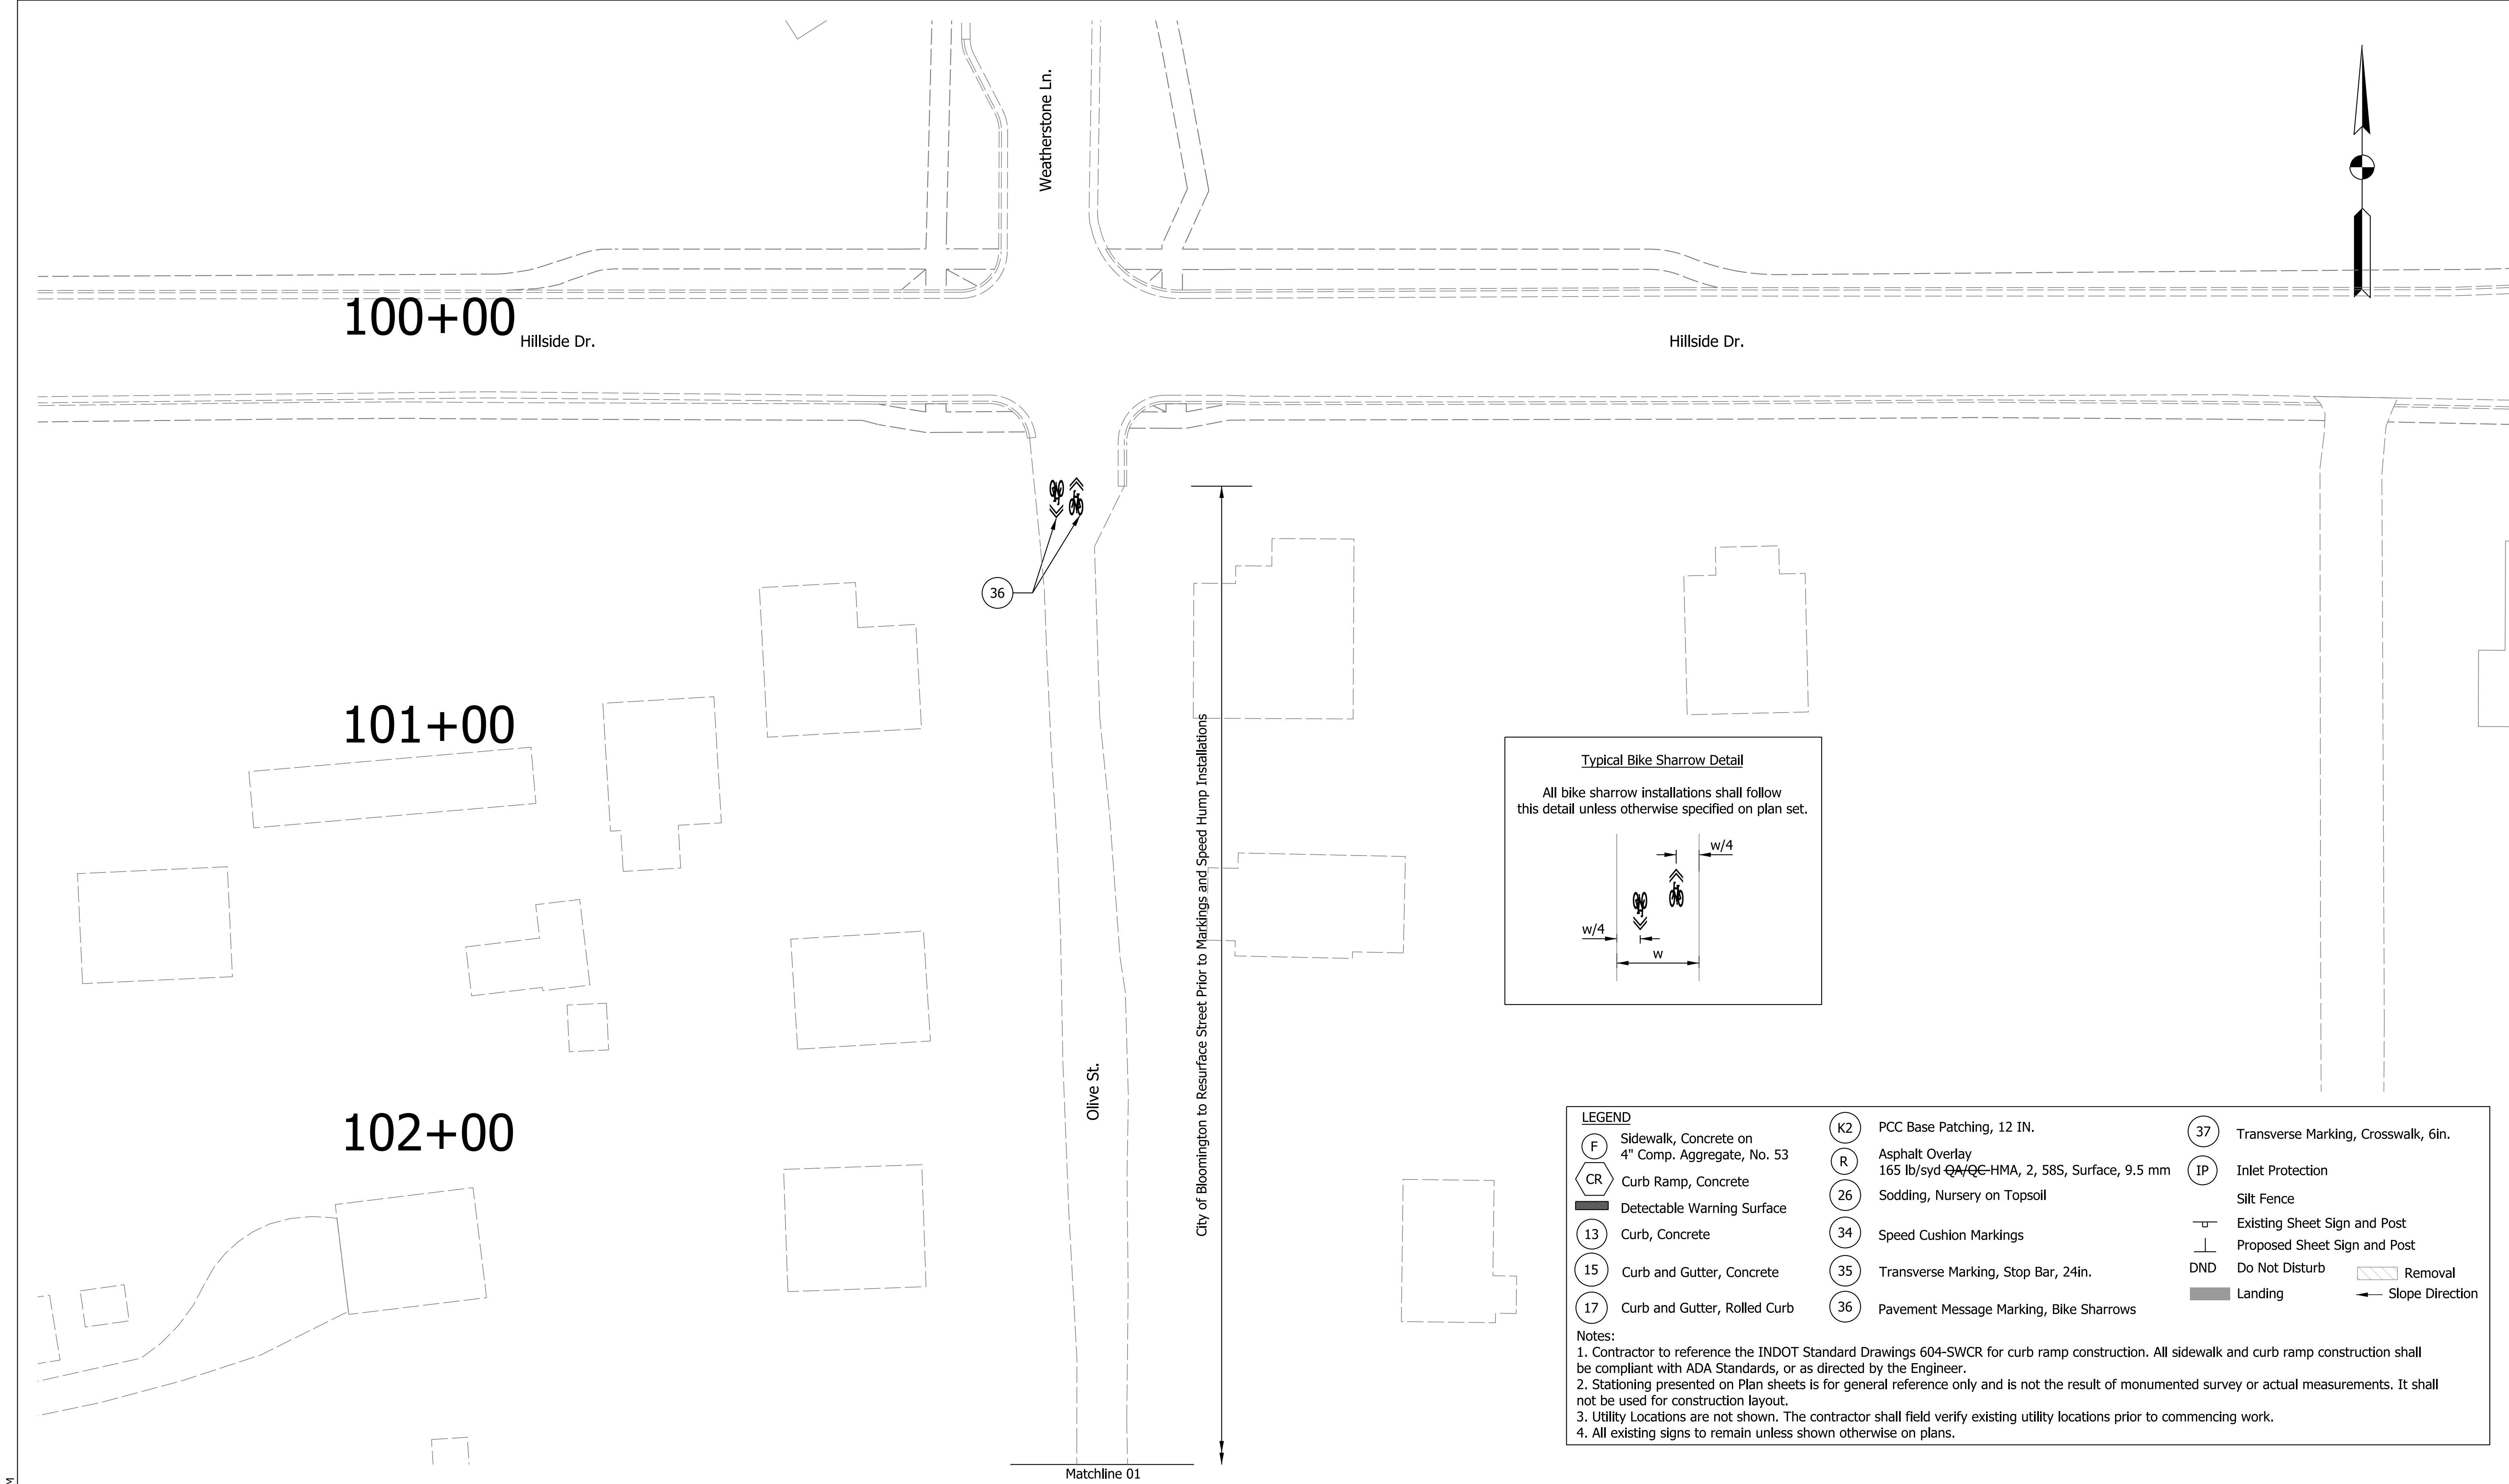 Weatherstone Ln.
100+00
Hillside Dr.
Hillside Dr.
36
101+00
City of Bloomington to Resurface Street Prior to Markings and Speed Hump Installations
Typical Bike Sharrow Detail
All bike sharrow installations shall follow
this detail unless otherwise specified on plan set.
w/4
w/4
w
102+00
Olive St.
LEGEND
F Sidewalk, Concrete on
4" Comp. Aggregate, No. 53
CR Curb Ramp, Concrete
Detectable Warning Surface
13 Curb, Concrete
15 Curb and Gutter, Concrete
17 Curb and Gutter, Rolled Curb
K2 PCC Base Patching, 12 IN.
R Asphalt Overlay
165 lb/syd QA/QC HMA, 2, 58S, Surface, 9.5 mm
26 Sodding, Nursery on Topsoil
34 Speed Cushion Markings
35 Transverse Marking, Stop Bar, 24in.
36 Pavement Message Marking, Bike Sharrows
37 Transverse Marking, Crosswalk, 6in.
IP Inlet Protection
Silt Fence
Existing Sheet Sign and Post
Proposed Sheet Sign and Post
DND Do Not Disturb
Removal
Landing
Slope Direction
Notes:
1. Contractor to reference the INDOT Standard Drawings 604-SWCR for curb ramp construction. All sidewalk and curb ramp construction shall
be compliant with ADA Standards, or as directed by the Engineer.
2. Stationing presented on Plan sheets is for general reference only and is not the result of monumented survey or actual measurements. It shall
not be used for construction layout.
3. Utility Locations are not shown. The contractor shall field verify existing utility locations prior to commencing work.
4. All existing signs to remain unless shown otherwise on plans.
Matchline 01
M